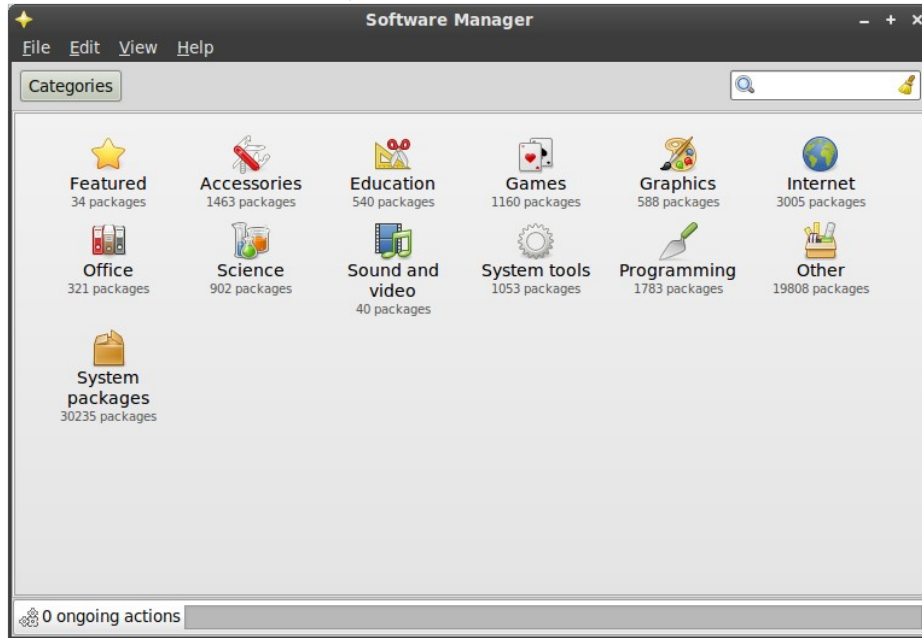 Software Manager
File Edit View Help
Categories
Featured Accessories Education Games Graphics Internet
34 packages 1463 packages 540 packages 1160 packages 588 packages 3005 packages
Office Science Sound and System tools Programming Other
321 packages 902 packages video 1053 packages 1783 packages 19808 packages
40 packages
System
packages
30235 packages
0 ongoing actions